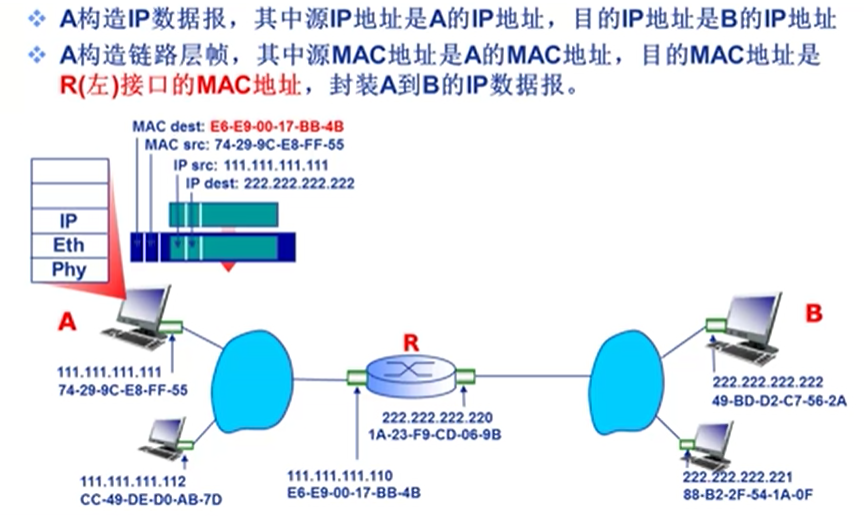 A构造IP数据报，其中源IP地址是A的IP地址，目的IP地址是B的IP地址
A构造链路层帧，其中源MAC地址是A的MAC地址，目的MAC地址是
R(左)接口的MAC地址，封装A到B的IP数据报。
MAC dest: E6-E9-00-17-BB-4B
MAC src: 74-29-9C-E8-FF-55
IP src: 111.111.111.111
IP dest: 222.222.222.222
IP
Eth
Phy
A
R
B
111.111.111.111
74-29-9C-E8-FF-55
222.222.222.222
49-BD-D2-C7-56-2A
222.222.222.220
1A-23-F9-CD-06-9B
111.111.111.112
CC-49-DE-D0-AB-7D
111.111.111.110
E6-E9-00-17-BB-4B
222.222.222.221
88-B2-2F-54-1A-0F